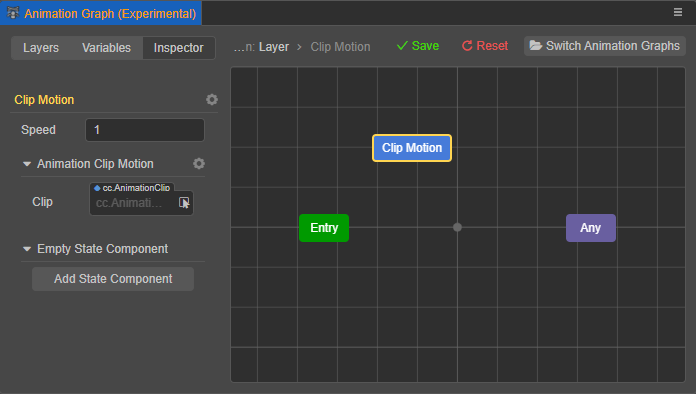 Animation Graph (Experimental)
Layers Variables Inspector
...n: Layer > Clip Motion Save Reset Switch Animation Graphs
Clip Motion
Speed 1
Animation Clip Motion
Clip cc.AnimationClip
cc.Animati...
Empty State Component
Add State Component
Clip Motion
Entry
Any